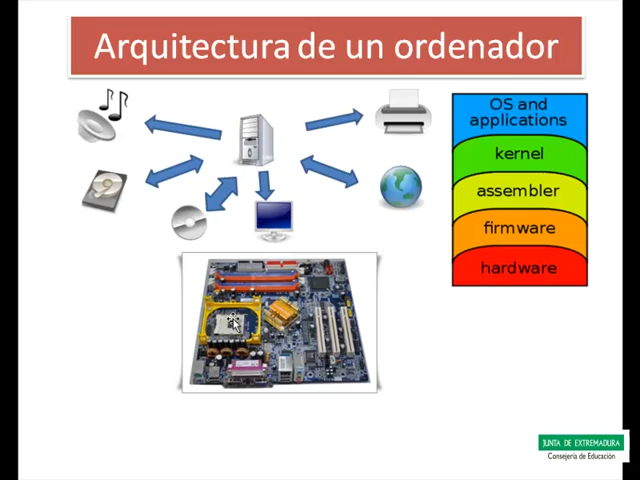 Arquitectura de un ordenador
OS and
applications
kernel
assembler
firmware
hardware
JUNTA DE EXTREMADURA
Consejería de Educación